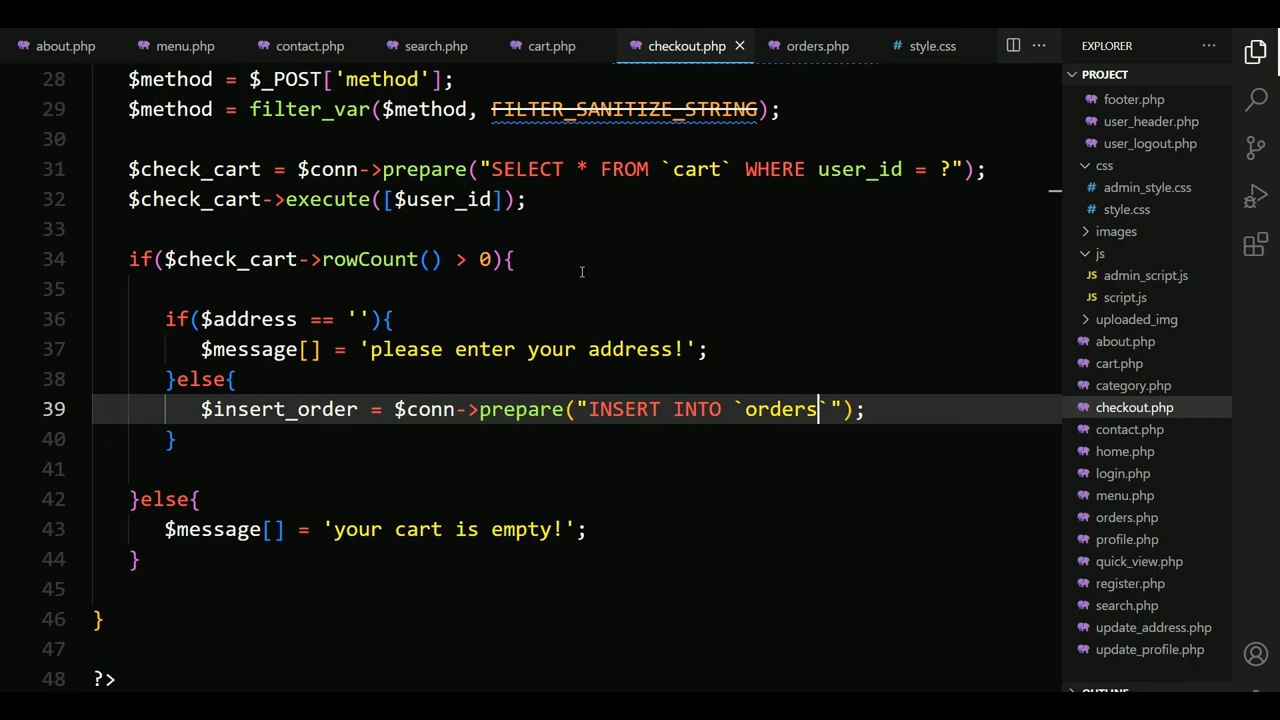 about.php menu.php contact.php search.php cart.php checkout.php orders.php style.css
28 $method = $_POST['method'];
29 $method = filter_var($method, FILTER_SANITIZE_STRING);
30
31 $check_cart = $conn->prepare("SELECT * FROM `cart` WHERE user_id = ?");
32 $check_cart->execute([$user_id]);
33
34 if($check_cart->rowCount() > 0){
35
36 if($address == ''){
37 $message[] = 'please enter your address!';
38 }else{
39 $insert_order = $conn->prepare("INSERT INTO `orders`");
40 }
41
42 }else{
43 $message[] = 'your cart is empty!';
44 }
45
46 }
47
48 ?>
EXPLORER
PROJECT
footer.php
user_header.php
user_logout.php
css
admin_style.css
style.css
images
js
JS admin_script.js
JS script.js
uploaded_img
about.php
cart.php
category.php
checkout.php
contact.php
home.php
login.php
menu.php
orders.php
profile.php
quick_view.php
register.php
search.php
update_address.php
update_profile.php
OUTLINE